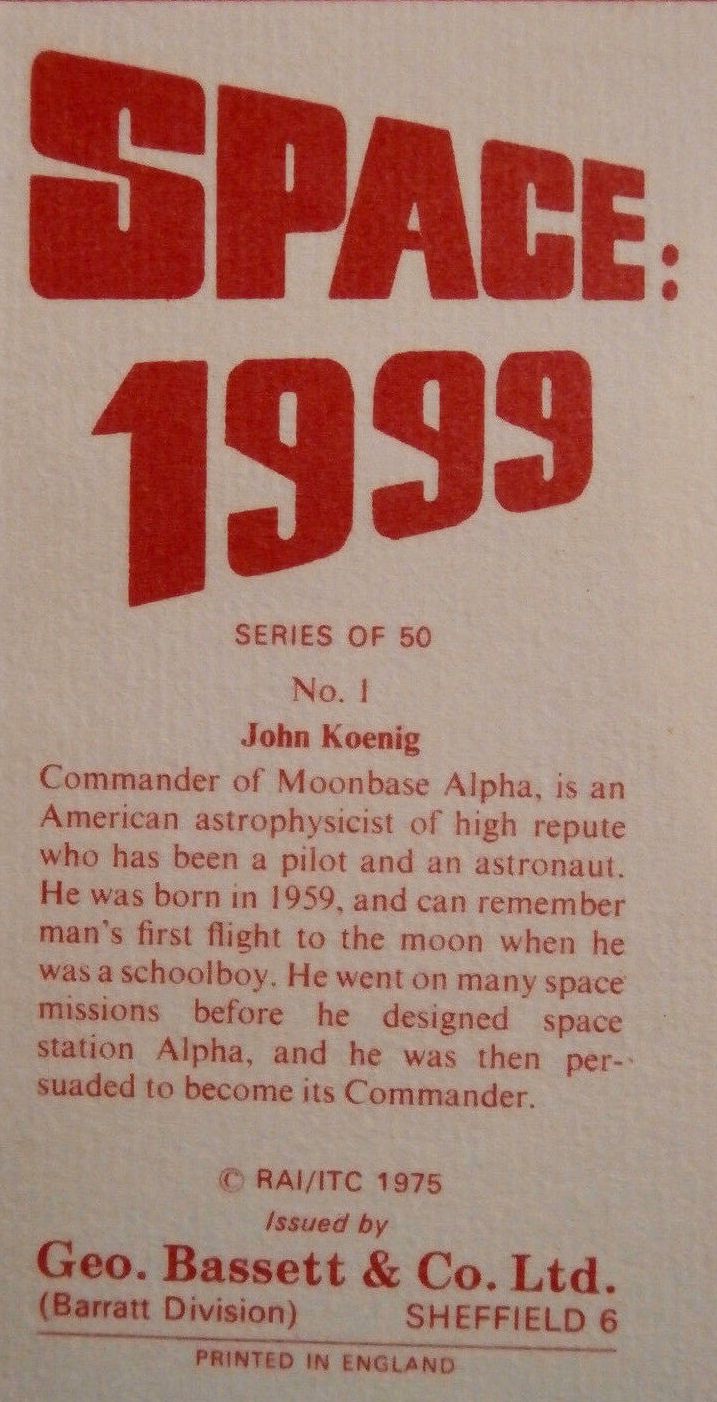 SPACE:
1999
SERIES OF 50
No. 1
John Koenig
Commander of Moonbase Alpha, is an
American astrophysicist of high repute
who has been a pilot and an astronaut.
He was born in 1959, and can remember
man's first flight to the moon when he
was a schoolboy. He went on many space
missions before he designed space
station Alpha, and he was then per-
suaded to become its Commander.
© RAI/ITC 1975
Issued by
Geo. Bassett & Co. Ltd.
(Barratt Division) SHEFFIELD 6
PRINTED IN ENGLAND